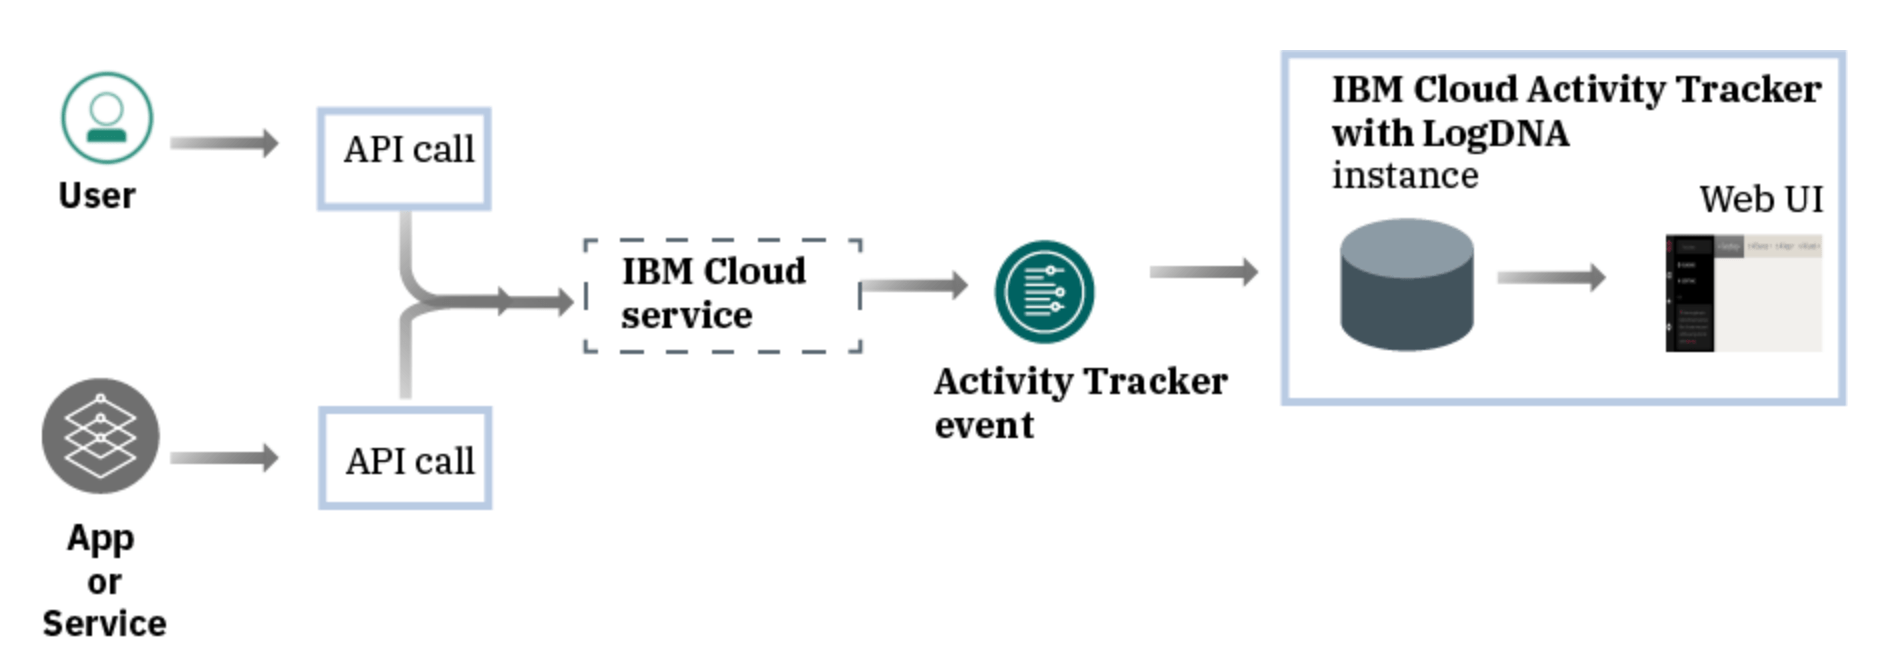 User
API call
App
or
Service
API call
IBM Cloud
service
Activity Tracker
event
IBM Cloud Activity Tracker
with LogDNA
instance
Web UI